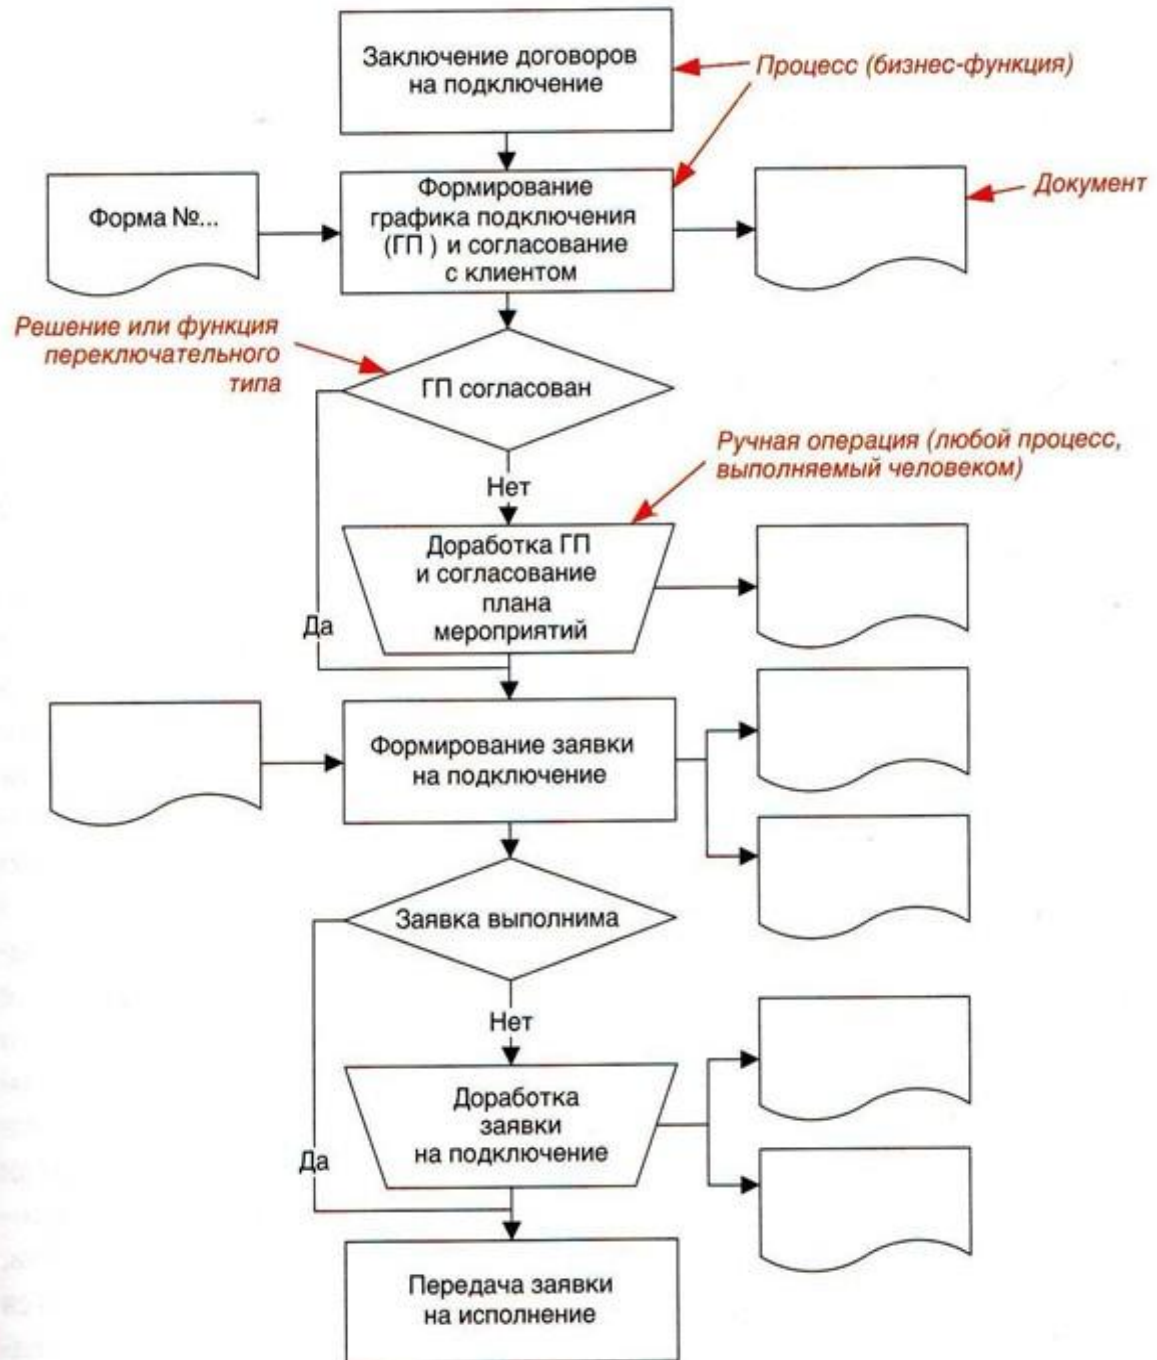 Заключение договоров
на подключение
Процесс (бизнес-функция)
Форма №...
Формирование
графика подключения
(ГП ) и согласование
с клиентом
Документ
Решение или функция
переключательного
типа
ГП согласован
Ручная операция (любой процесс,
выполняемый человеком)
Нет
Доработка ГП
и согласование
плана
мероприятий
Да
Формирование заявки
на подключение
Заявка выполнима
Нет
Доработка
заявки
на подключение
Да
Передача заявки
на исполнение